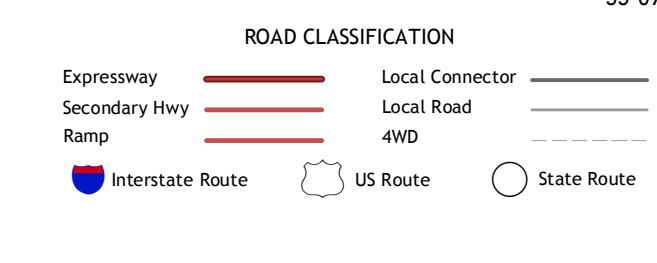 ROAD CLASSIFICATION
Expressway
Local Connector
Secondary Hwy
Local Road
Ramp
4WD
Interstate Route
US Route
State Route